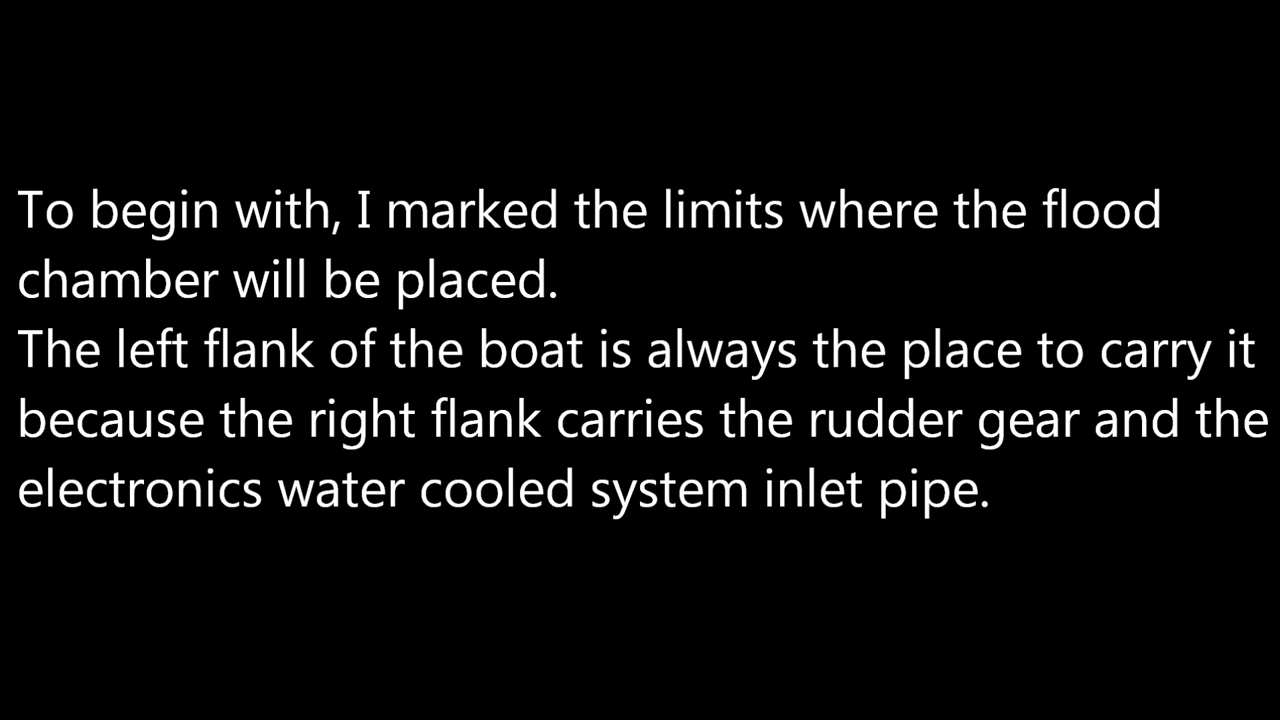 To begin with, I marked the limits where the flood
chamber will be placed.
The left flank of the boat is always the place to carry it
because the right flank carries the rudder gear and the
electronics water cooled system inlet pipe.